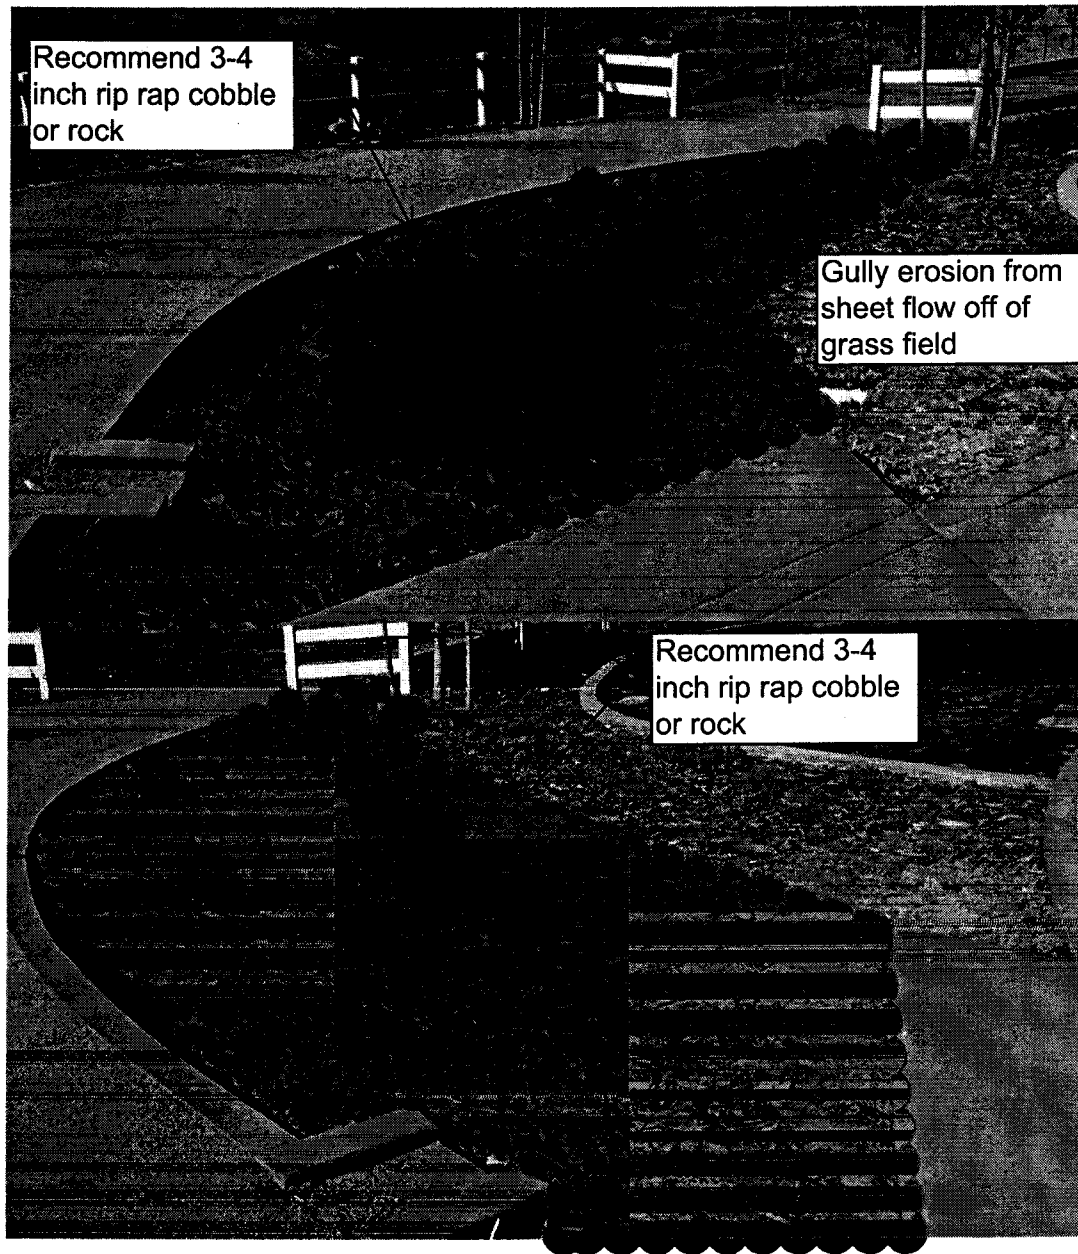 Recommend 3-4
inch rip rap cobble
or rock
Gully erosion from
sheet flow off of
grass field
Recommend 3-4
inch rip rap cobble
or rock